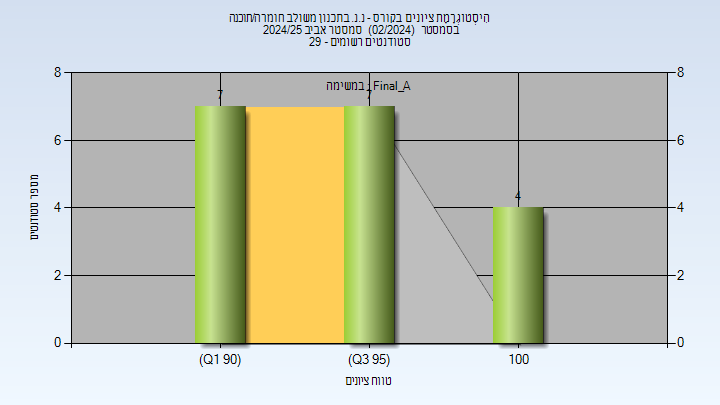 הִיסְטוֹגְרָמַת ציונים בקורס - נ.נ. בתכנון משולב חומרה/תוכנה
בסמסטר (02/2024) סמסטר אביב 2024/25
סטודנטים רשומים - 29
במשימה : Final_A
8 8
7 7
6 6
4
4 4
2 2
0 0
(Q1 90) (Q3 95) 100
טווח ציונים
מספר סטודנטים